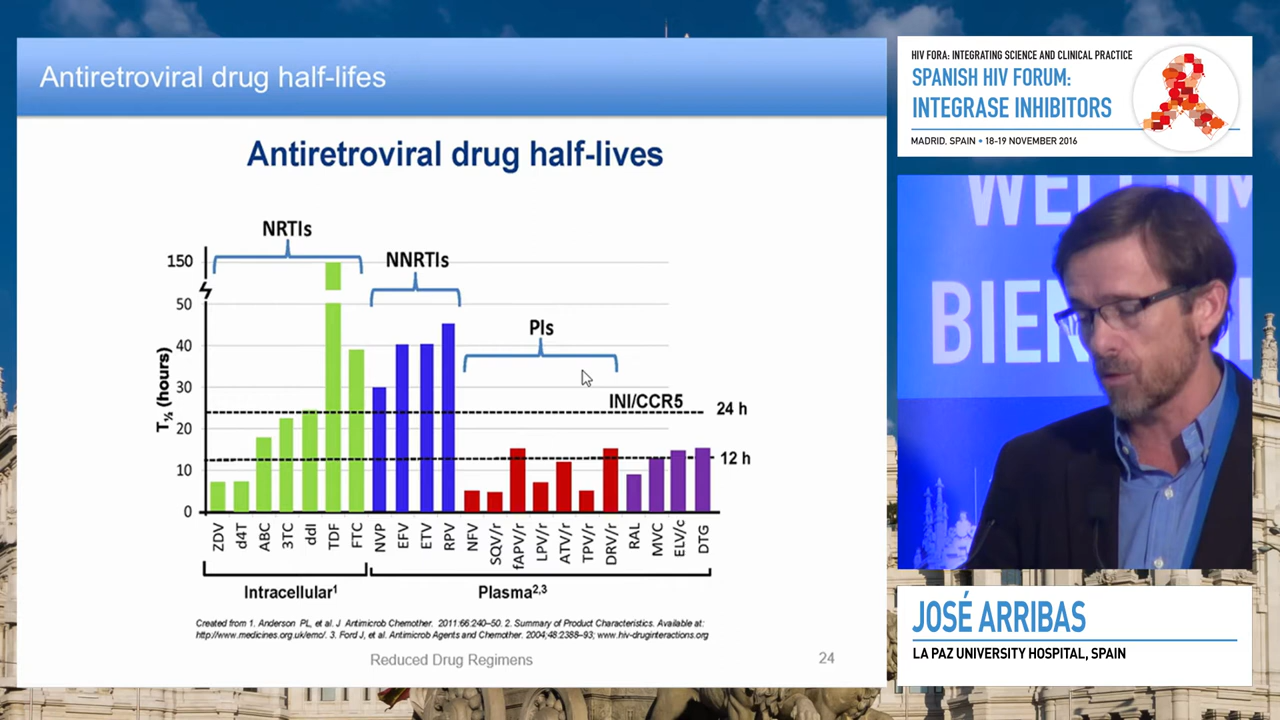 Antiretroviral drug half-lifes
Antiretroviral drug half-lives
NRTIs
NNRTIs
PIs
INI/CCR5
150
50
40
30
20
10
0
T½ (hours)
24 h
12 h
ZDV
d4T
ABC
3TC
ddI
TDF
FTC
NVP
EFV
ETV
RPV
NFV
SQV/r
fAPV/r
LPV/r
ATV/r
TPV/r
DRV/r
RAL
MVC
ELV/c
DTG
Intracellular¹
Plasma²,³
Created from 1. Anderson PL, et al. J Antimicrob Chemother. 2011:66:240–50. 2. Summary of Product Characteristics. Available at:
http://www.medicines.org.uk/emc/. 3. Ford J, et al. Antimicrob Agents and Chemother. 2004;48:2388–93; www.hiv-druginteractions.org
Reduced Drug Regimens
24
HIV FORA: INTEGRATING SCIENCE AND CLINICAL PRACTICE
SPANISH HIV FORUM:
INTEGRASE INHIBITORS
MADRID, SPAIN • 18-19 NOVEMBER 2016
JOSÉ ARRIBAS
LA PAZ UNIVERSITY HOSPITAL, SPAIN